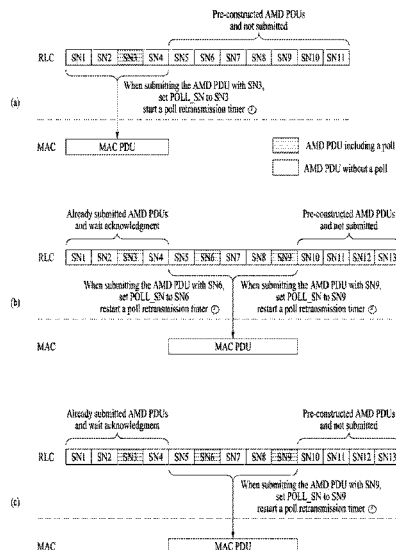 Pre-constructed AMD PDUs
and not submitted
RLC SN1 SN2 SN3 SN4 SN5 SN6 SN7 SN8 SN9 SN10 SN11
When submitting the AMD PDU with SN3,
set POLL_SN to SN3
start a poll retransmission timer
(a)
MAC MAC PDU
AMD PDU including a poll
AMD PDU without a poll
Already submitted AMD PDUs
and wait acknowledgment
Pre-constructed AMD PDUs
and not submitted
RLC SN1 SN2 SN3 SN4 SN5 SN6 SN7 SN8 SN9 SN10 SN11 SN12 SN13
When submitting the AMD PDU with SN6,
set POLL_SN to SN6
restart a poll retransmission timer
When submitting the AMD PDU with SN9,
set POLL_SN to SN9
restart a poll retransmission timer
(b)
MAC MAC PDU
Already submitted AMD PDUs
and wait acknowledgment
Pre-constructed AMD PDUs
and not submitted
RLC SN1 SN2 SN3 SN4 SN5 SN6 SN7 SN8 SN9 SN10 SN11 SN12 SN13
When submitting the AMD PDU with SN9,
set POLL_SN to SN9
restart a poll retransmission timer
(c)
MAC MAC PDU